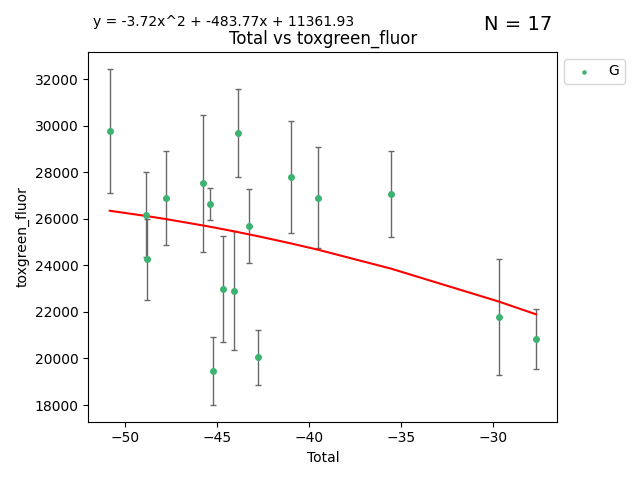 y = -3.72x^2 + -483.77x + 11361.93
N = 17
Total vs toxgreen_fluor
G
32000
30000
28000
26000
24000
22000
20000
18000
toxgreen_fluor
−50
−45
−40
−35
−30
Total